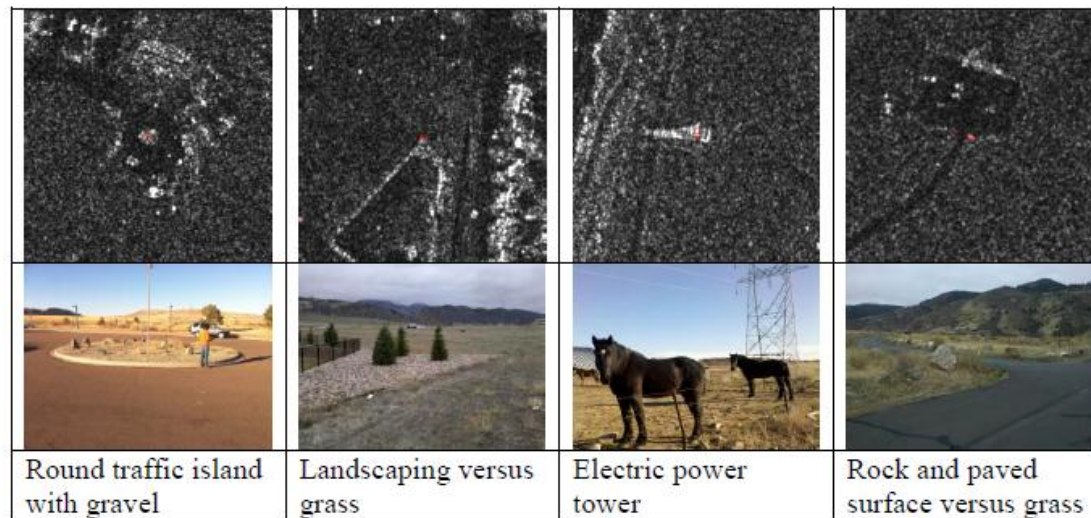 Round traffic island
with gravel
Landscaping versus
grass
Electric power
tower
Rock and paved
surface versus grass